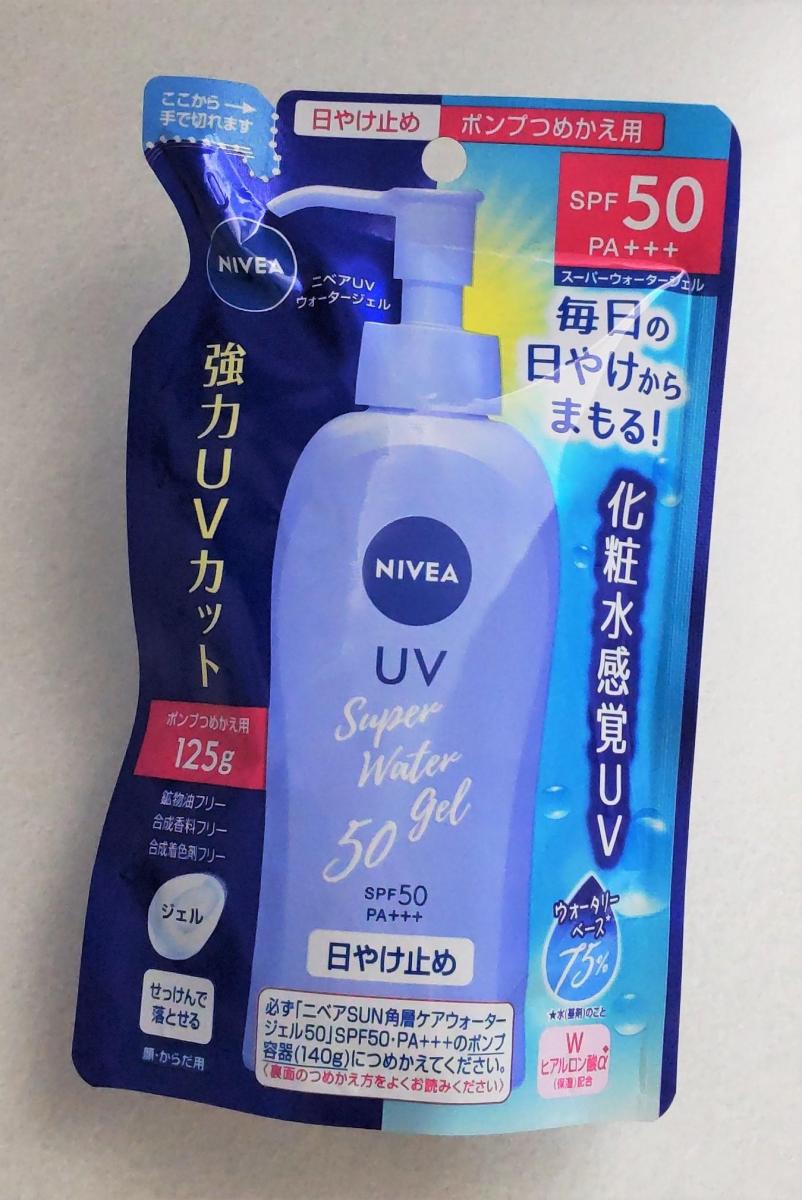 ここから→
手で切れます
日やけ止め ポンプつめかえ用
SPF 50
PA+++
スーパーウォータージェル
NIVEA
ニベアUV
ウォータージェル
毎日の
日やけから
まもる!
強力UVカット
化粧水感覚UV
NIVEA
UV
Super
Water
Gel
50
SPF50
PA+++
日やけ止め
ポンプつめかえ用
125g
鉱物油フリー
合成香料フリー
合成着色剤フリー
ジェル
せっけんで
落とせる
顔・からだ用
ウォータリー
ベース★
75%
★水(基剤)のこと
W
ヒアルロン酸α◆
(保湿)配合
必ず「ニベアSUN角層ケアウォーター
ジェル50」SPF50・PA+++のポンプ
容器(140g)につめかえてください。
〈裏面のつめかえ方をよくお読みください〉